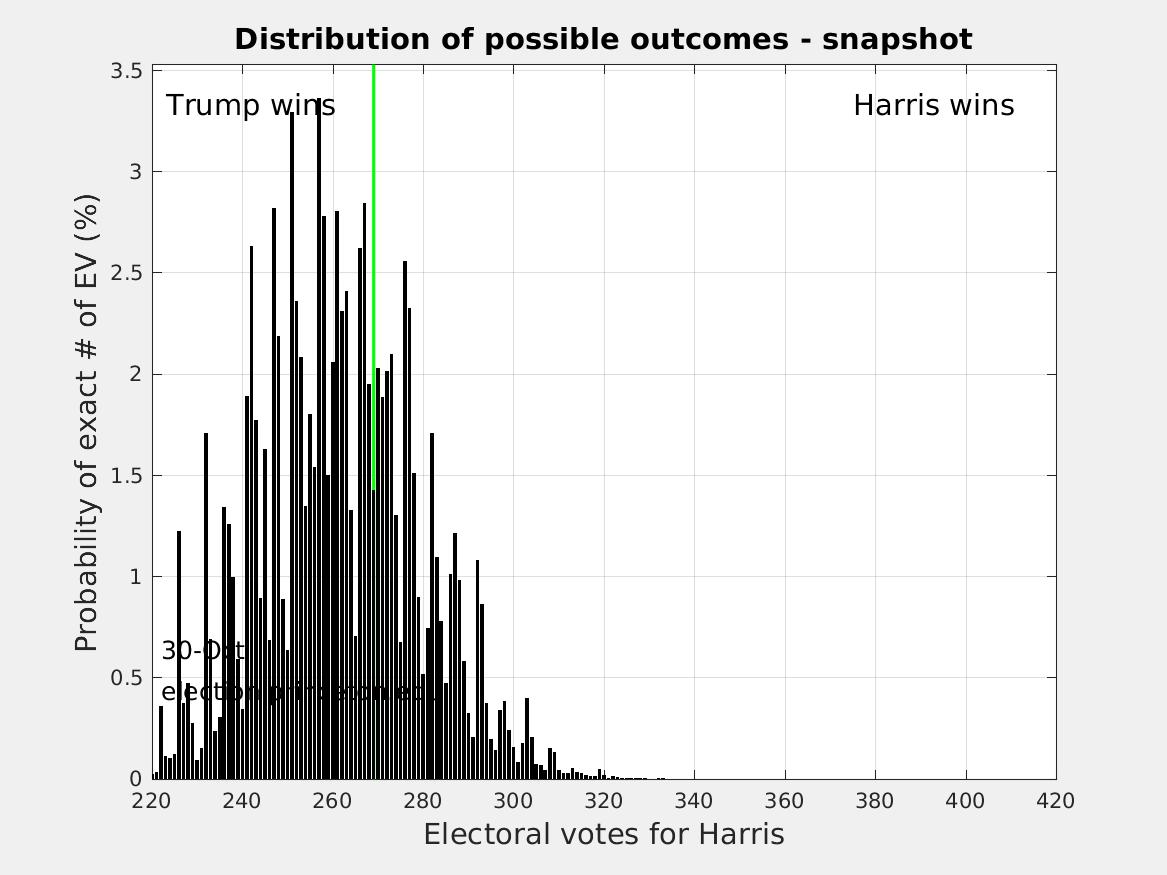 Distribution of possible outcomes - snapshot
3.5
Trump wins
Harris wins
3
2.5
2
1.5
1
0.5
0
Probability of exact # of EV (%)
30-Oct
220 240 260 280 300 320 340 360 380 400 420
Electoral votes for Harris